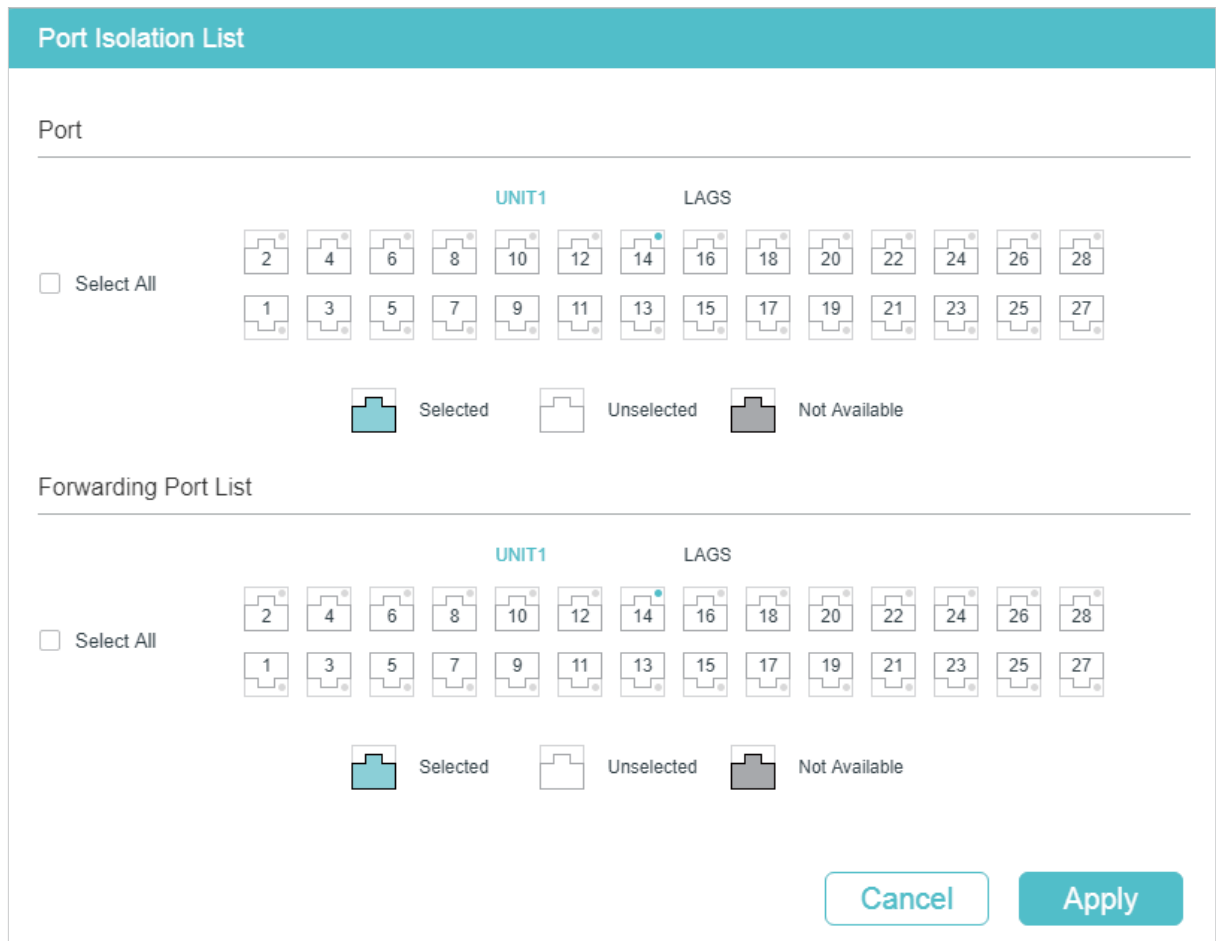 Port Isolation List
Port
UNIT1 LAGS
2 4 6 8 10 12 14 16 18 20 22 24 26 28
Select All
1 3 5 7 9 11 13 15 17 19 21 23 25 27
Selected Unselected Not Available
Forwarding Port List
UNIT1 LAGS
2 4 6 8 10 12 14 16 18 20 22 24 26 28
Select All
1 3 5 7 9 11 13 15 17 19 21 23 25 27
Selected Unselected Not Available
Cancel Apply